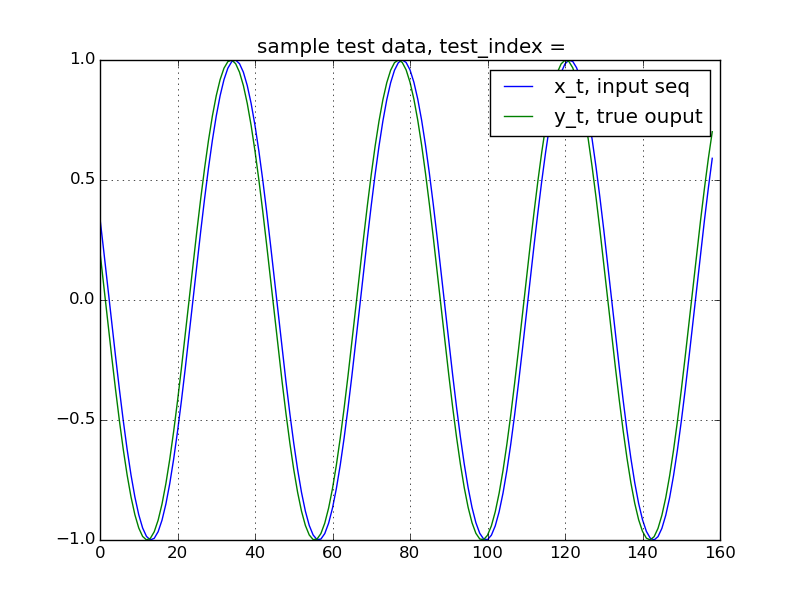 sample test data, test_index =
x_t, input seq
y_t, true ouput
1.0
0.5
0.0
−0.5
−1.0
0 20 40 60 80 100 120 140 160